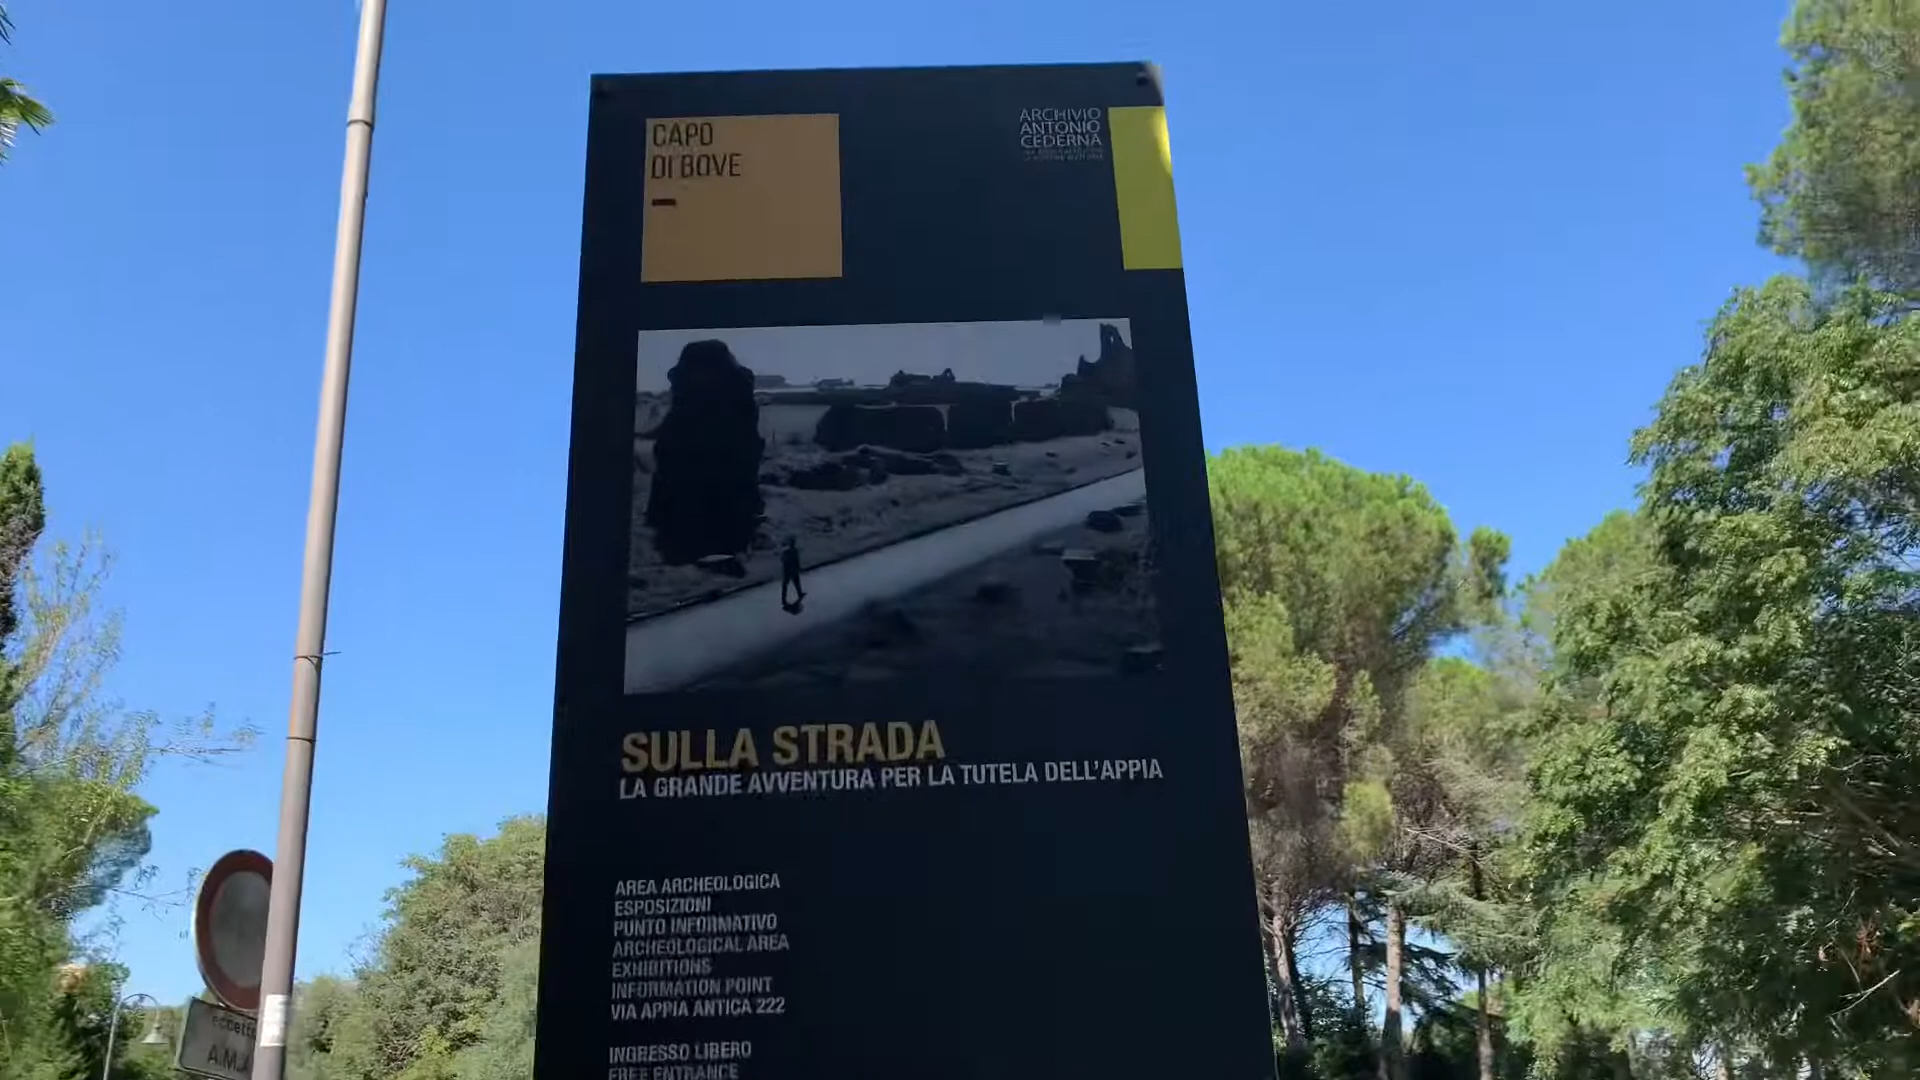 CAPO
DI BOVE
ARCHIVIO
ANTONIO
CEDERNA
SULLA STRADA
LA GRANDE AVVENTURA PER LA TUTELA DELL'APPIA
AREA ARCHEOLOGICA
ESPOSIZIONI
PUNTO INFORMATIVO
ARCHEOLOGICAL AREA
EXHIBITIONS
INFORMATION POINT
VIA APPIA ANTICA 222
INGRESSO LIBERO
FREE ENTRANCE